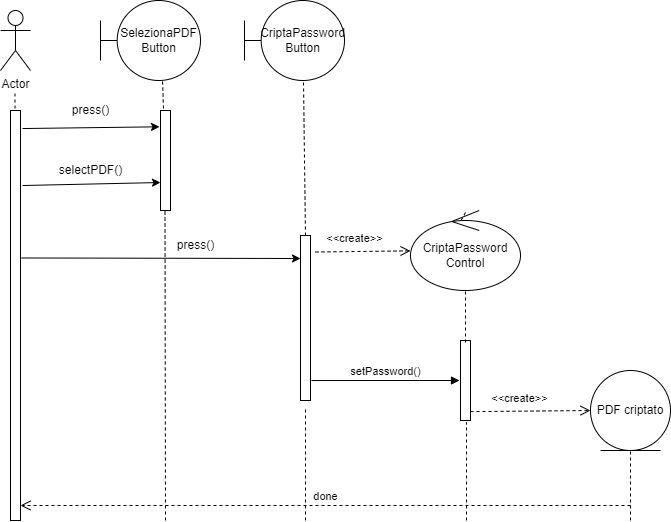 SelezionaPDF
Button
CriptaPassword
Button
Actor
press()
selectPDF()
press()
<<create>>
CriptaPassword
Control
setPassword()
<<create>>
PDF criptato
done